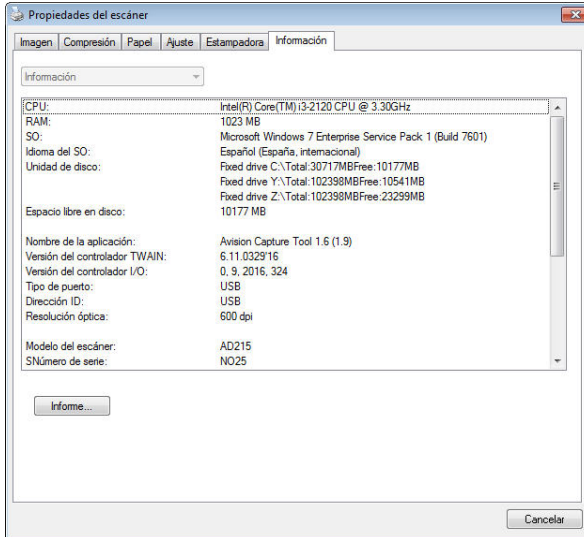 Propiedades del escáner
Imagen Compresión Papel Ajuste Estampadora Información
Información
CPU: Intel(R) Core(TM) i3-2120 CPU @ 3.30GHz
RAM: 1023 MB
SO: Microsoft Windows 7 Enterprise Service Pack 1 (Build 7601)
Idioma del SO: Español (España, internacional)
Unidad de disco: Fixed drive C:\Total:30717MBFree:10177MB
Fixed drive Y:\Total:102398MBFree:10541MB
Fixed drive Z:\Total:102398MBFree:23299MB
Espacio libre en disco: 10177 MB
Nombre de la aplicación: Avision Capture Tool 1.6 (1.9)
Versión del controlador TWAIN: 6.11.0329'16
Versión del controlador I/O: 0, 9, 2016, 324
Tipo de puerto: USB
Dirección ID: USB
Resolución óptica: 600 dpi
Modelo del escáner: AD215
SNúmero de serie: NO25
Informe...
Cancelar